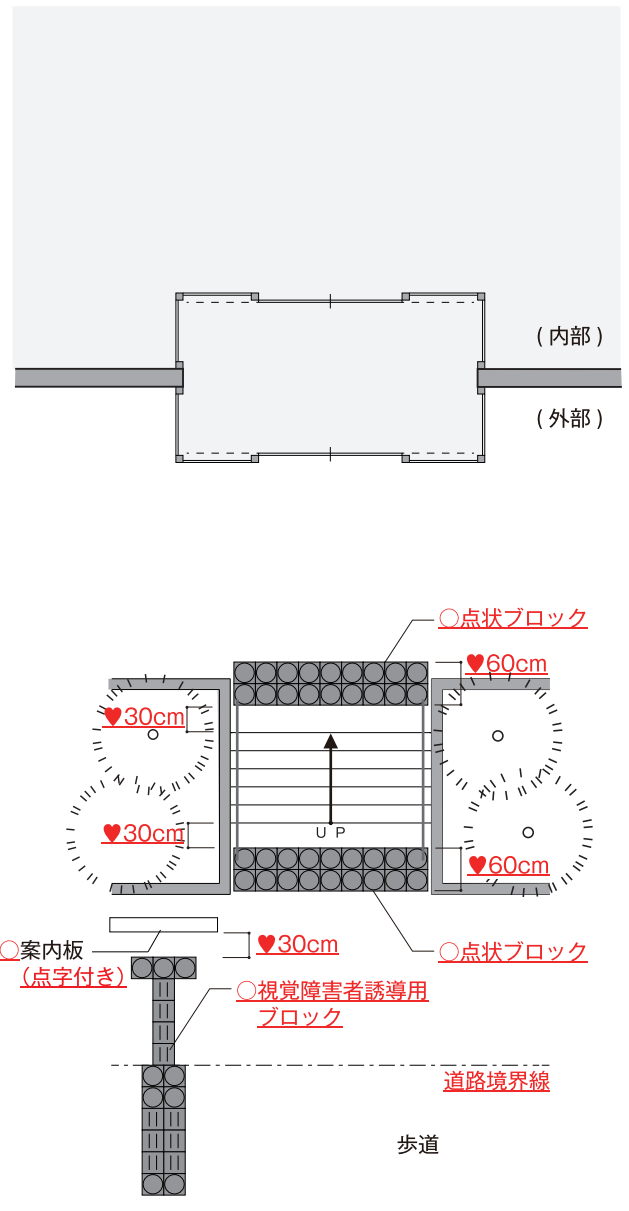 (内部)
(外部)
○点状ブロック
♥60cm
♥30cm
♥30cm
UP
♥60cm
○案内板
(点字付き)
♥30cm
○点状ブロック
○視覚障害者誘導用
ブロック
道路境界線
歩道